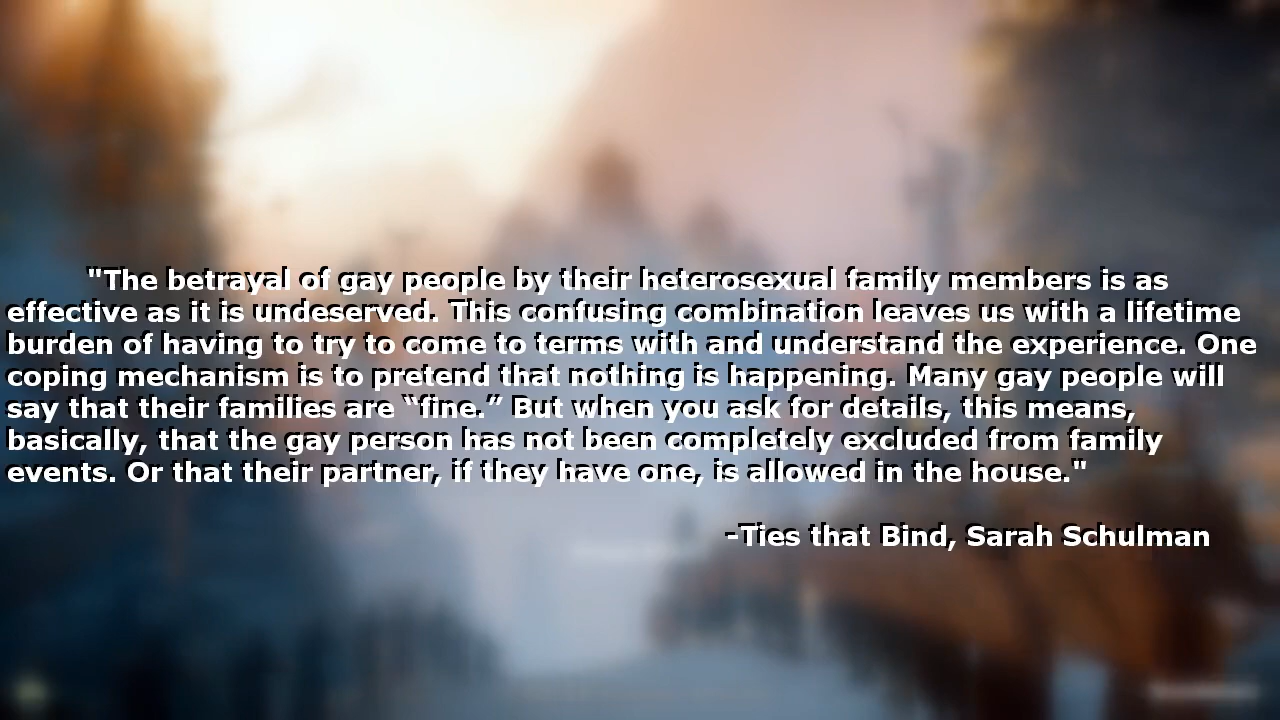 "The betrayal of gay people by their heterosexual family members is as
effective as it is undeserved. This confusing combination leaves us with a lifetime
burden of having to try to come to terms with and understand the experience. One
coping mechanism is to pretend that nothing is happening. Many gay people will
say that their families are “fine.” But when you ask for details, this means,
basically, that the gay person has not been completely excluded from family
events. Or that their partner, if they have one, is allowed in the house."
-Ties that Bind, Sarah Schulman